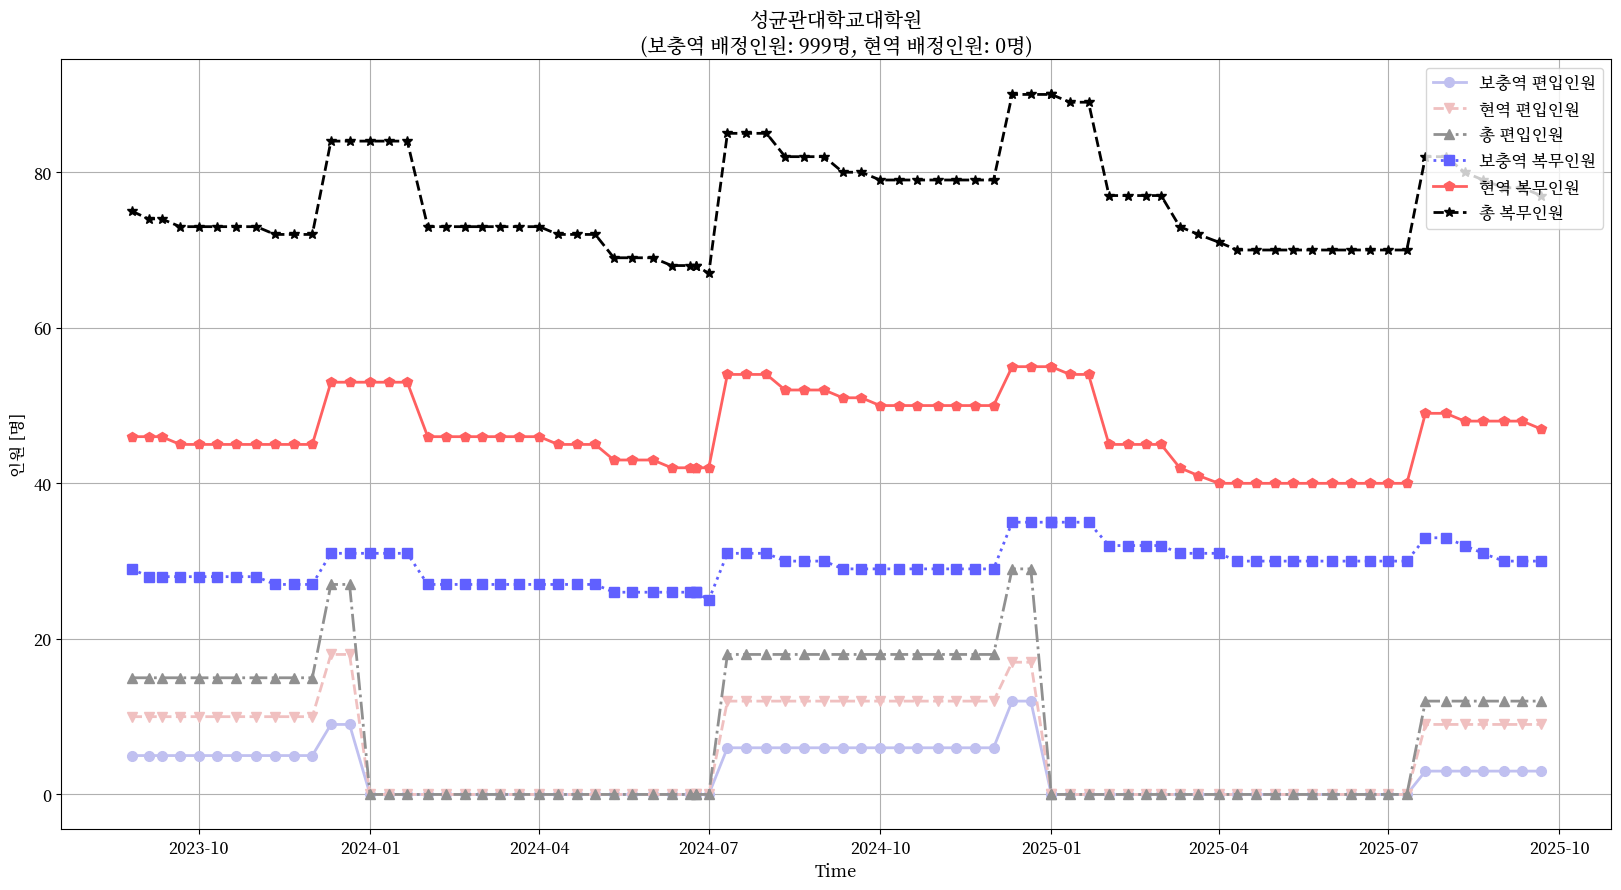 성균관대학교대학원
(보충역 배정인원: 999명, 현역 배정인원: 0명)
보충역 편입인원
현역 편입인원
총 편입인원
보충역 복무인원
현역 복무인원
총 복무인원
인원 [명]
80
60
40
20
0
2023-10
2024-01
2024-04
2024-07
2024-10
2025-01
2025-04
2025-07
2025-10
Time